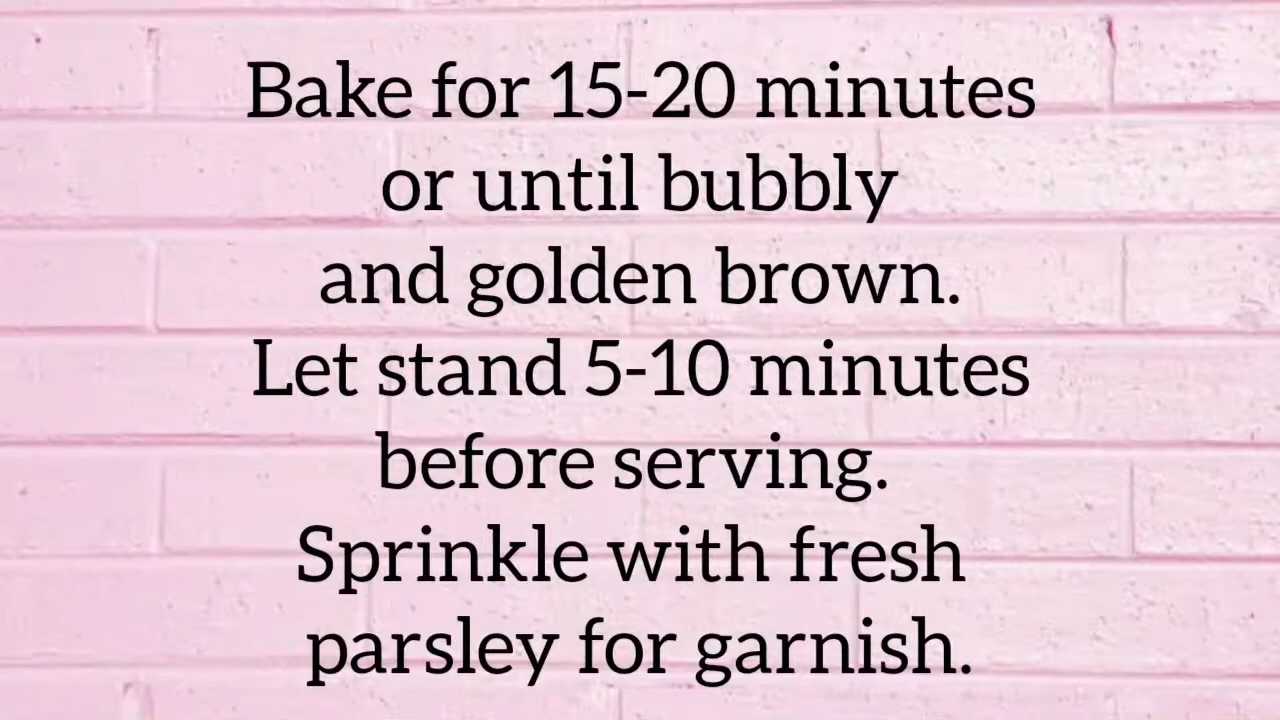 Bake for 15-20 minutes
or until bubbly
and golden brown.
Let stand 5-10 minutes
before serving.
Sprinkle with fresh
parsley for garnish.